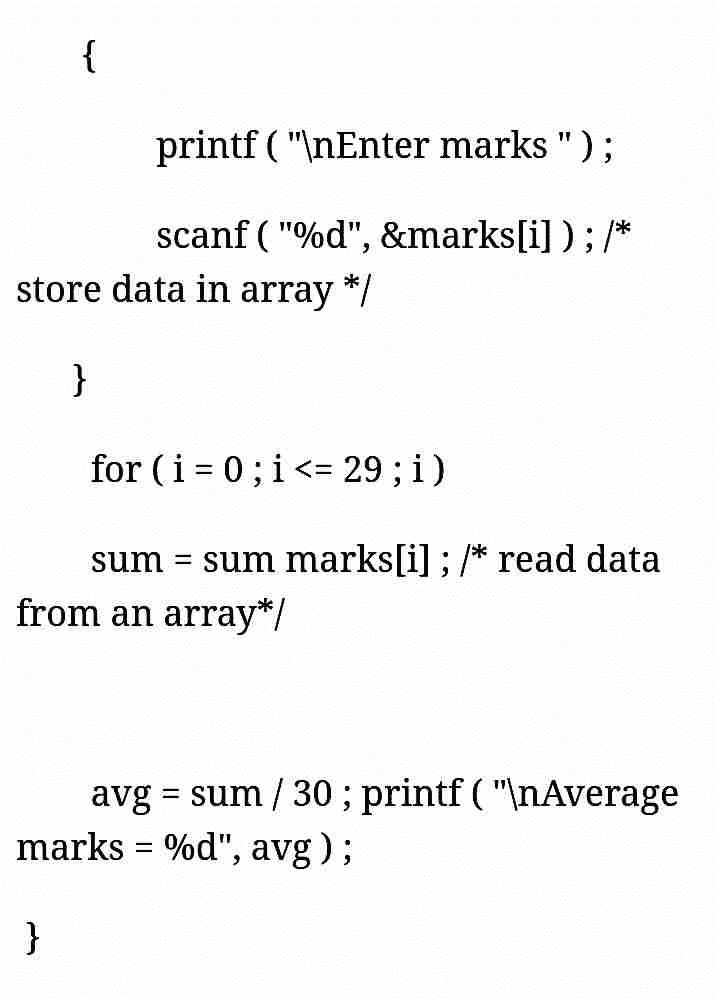 {
printf ( "\nEnter marks " ) ;
scanf ( "%d", &marks[i] ) ; /*
store data in array */
}
for ( i = 0 ; i <= 29 ; i )
sum = sum marks[i] ; /* read data
from an array*/
avg = sum / 30 ; printf ( "\nAverage
marks = %d", avg ) ;
}